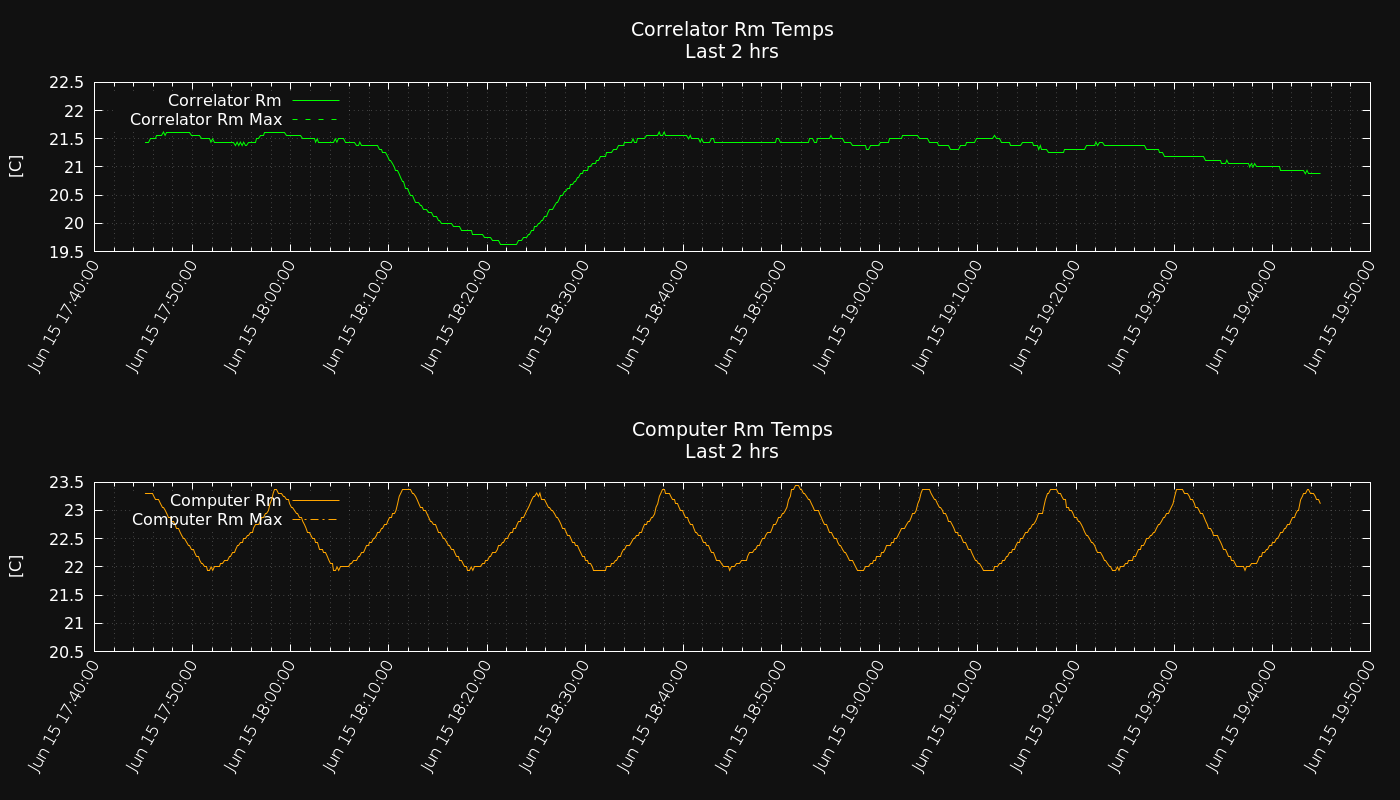 Correlator Rm Temps
Last 2 hrs
[C]
22.5
22
21.5
21
20.5
20
19.5
Correlator Rm
Correlator Rm Max
Jun 15 17:40:00
Jun 15 17:50:00
Jun 15 18:00:00
Jun 15 18:10:00
Jun 15 18:20:00
Jun 15 18:30:00
Jun 15 18:40:00
Jun 15 18:50:00
Jun 15 19:00:00
Jun 15 19:10:00
Jun 15 19:20:00
Jun 15 19:30:00
Jun 15 19:40:00
Jun 15 19:50:00
Computer Rm Temps
Last 2 hrs
[C]
23.5
23
22.5
22
21.5
21
20.5
Computer Rm
Computer Rm Max
Jun 15 17:40:00
Jun 15 17:50:00
Jun 15 18:00:00
Jun 15 18:10:00
Jun 15 18:20:00
Jun 15 18:30:00
Jun 15 18:40:00
Jun 15 18:50:00
Jun 15 19:00:00
Jun 15 19:10:00
Jun 15 19:20:00
Jun 15 19:30:00
Jun 15 19:40:00
Jun 15 19:50:00